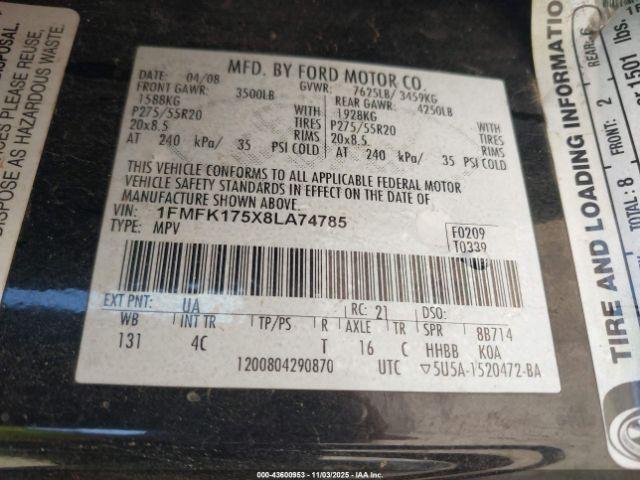 DISPOSAL.
CES PLEASE REUSE,
DISPOSE AS HAZARDOUS WASTE.
MFD. BY FORD MOTOR CO.
DATE: 04/08 GVWR: 7625LB/ 3459KG
FRONT GAWR: 3500LB REAR GAWR: 4250LB
1588KG WITH 1928KG WITH
P275/55R20 TIRES P275/55R20 TIRES
20x8.5 RIMS 20x8.5 RIMS
AT 240 kPa/ 35 PSI COLD AT 240 kPa/ 35 PSI COLD
THIS VEHICLE CONFORMS TO ALL APPLICABLE FEDERAL MOTOR
VEHICLE SAFETY STANDARDS IN EFFECT ON THE DATE OF
MANUFACTURE SHOWN ABOVE.
VIN: 1FMFK175X8LA74785 F0209
TYPE: MPV T0339
EXT PNT: UA RC: 21 DSO:
WB INT TR TP/PS R AXLE TR SPR 8B714
131 4C T 16 C HHBB KOA
1200804290870 UTC ▽5U5A-1520472-BA
TIRE AND LOADING INFORMATION
TOTAL: 8 FRONT: 2 REAR: 6
1501 lbs.
200--43600953 - 11/03/2025 - IAA, Inc.